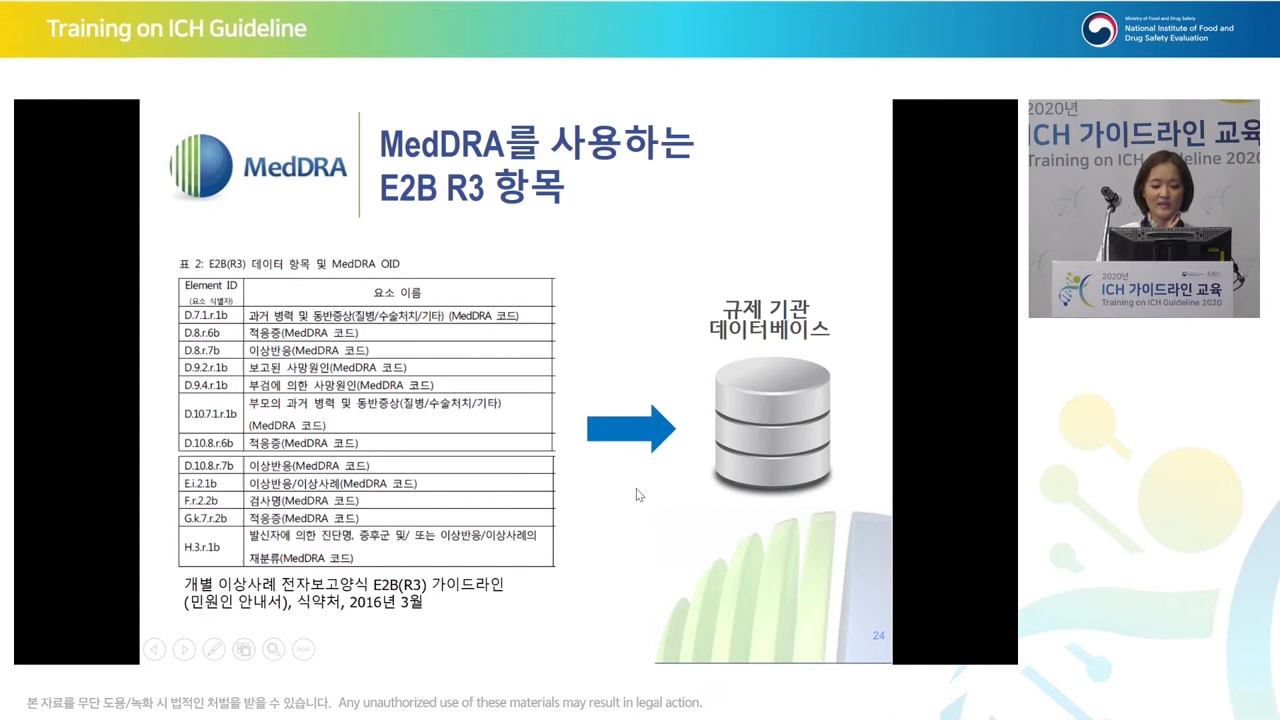 Training on ICH Guideline
Ministry of Food and Drug Safety
National Institute of Food and
Drug Safety Evaluation
MedDRA
MedDRA를 사용하는
E2B R3 항목
표 2: E2B(R3) 데이터 항목 및 MedDRA OID
Element ID
(요소 식별자)
요소 이름
D.7.1.r.1b 과거 병력 및 동반증상(질병/수술처치/기타) (MedDRA 코드)
D.8.r.6b 적응증(MedDRA 코드)
D.8.r.7b 이상반응(MedDRA 코드)
D.9.2.r.1b 보고된 사망원인(MedDRA 코드)
D.9.4.r.1b 부검에 의한 사망원인(MedDRA 코드)
D.10.7.1.r.1b 부모의 과거 병력 및 동반증상(질병/수술처치/기타)
(MedDRA 코드)
D.10.8.r.6b 적응증(MedDRA 코드)
D.10.8.r.7b 이상반응(MedDRA 코드)
E.i.2.1b 이상반응/이상사례(MedDRA 코드)
F.r.2.2b 검사명(MedDRA 코드)
G.k.7.r.2b 적응증(MedDRA 코드)
H.3.r.1b 발신자에 의한 진단명, 증후군 및/ 또는 이상반응/이상사례의
재분류(MedDRA 코드)
개별 이상사례 전자보고양식 E2B(R3) 가이드라인
(민원인 안내서), 식약처, 2016년 3월
규제 기관
데이터베이스
24
2020년
ICH 가이드라인 교육
Training on ICH Guideline 2020
2020년
ICH 가이드라인 교육
Training on ICH Guideline 2020
본 자료를 무단 도용/녹화 시 법적인 처벌을 받을 수 있습니다. Any unauthorized use of these materials may result in legal action.